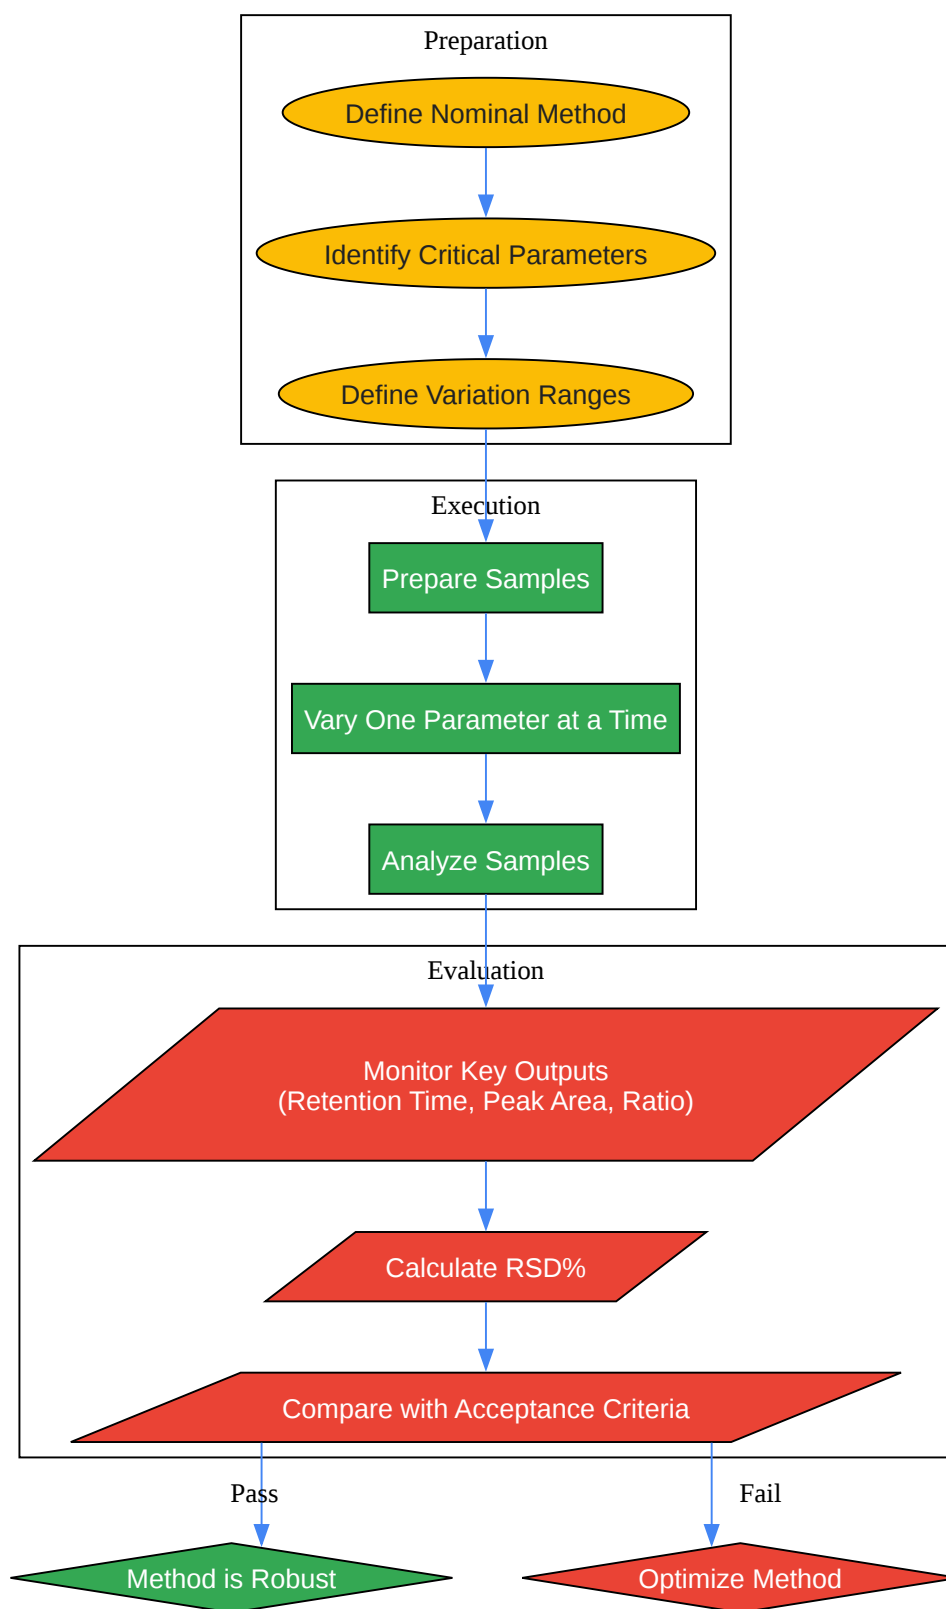 Preparation
Define Nominal Method
Identify Critical Parameters
Define Variation Ranges
Execution
Prepare Samples
Vary One Parameter at a Time
Analyze Samples
Evaluation
Monitor Key Outputs
(Retention Time, Peak Area, Ratio)
Calculate RSD%
Compare with Acceptance Criteria
Pass
Fail
Method is Robust
Optimize Method